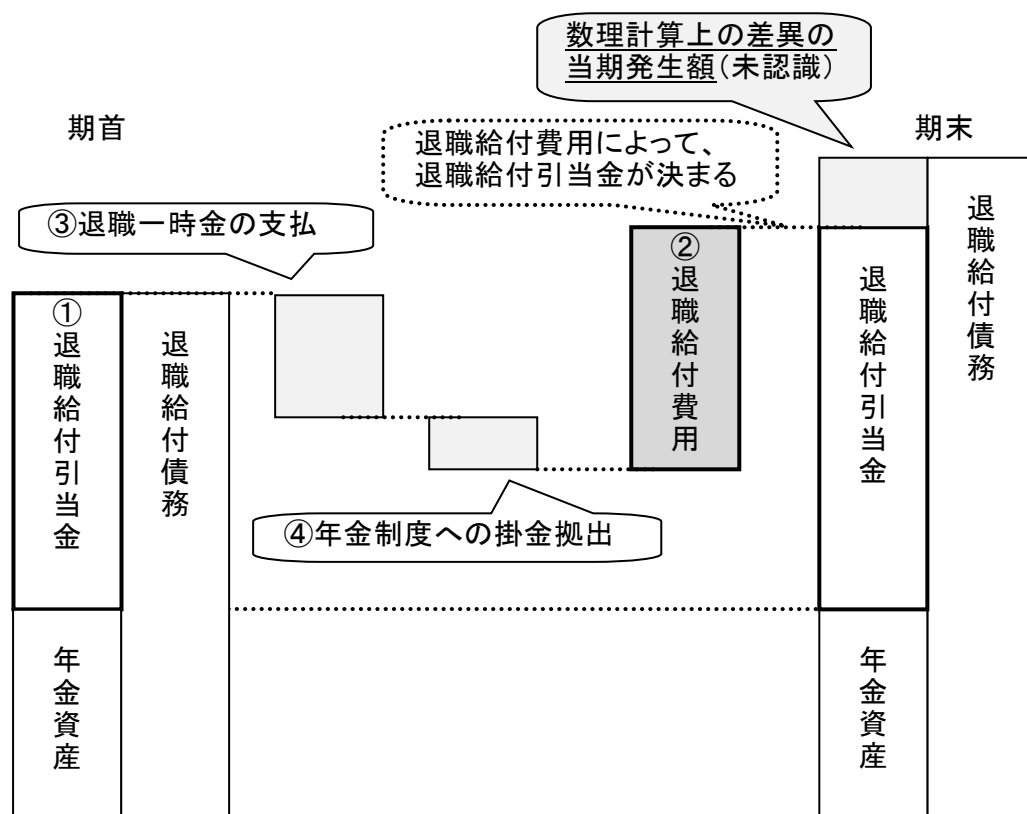 数理計算上の差異の
当期発生額(未認識)
期首
期末
退職給付費用によって、
退職給付引当金が決まる
③退職一時金の支払
①退職給付引当金
退職給付債務
②退職給付費用
退職給付引当金
退職給付債務
④年金制度への掛金拠出
年金資産
年金資産